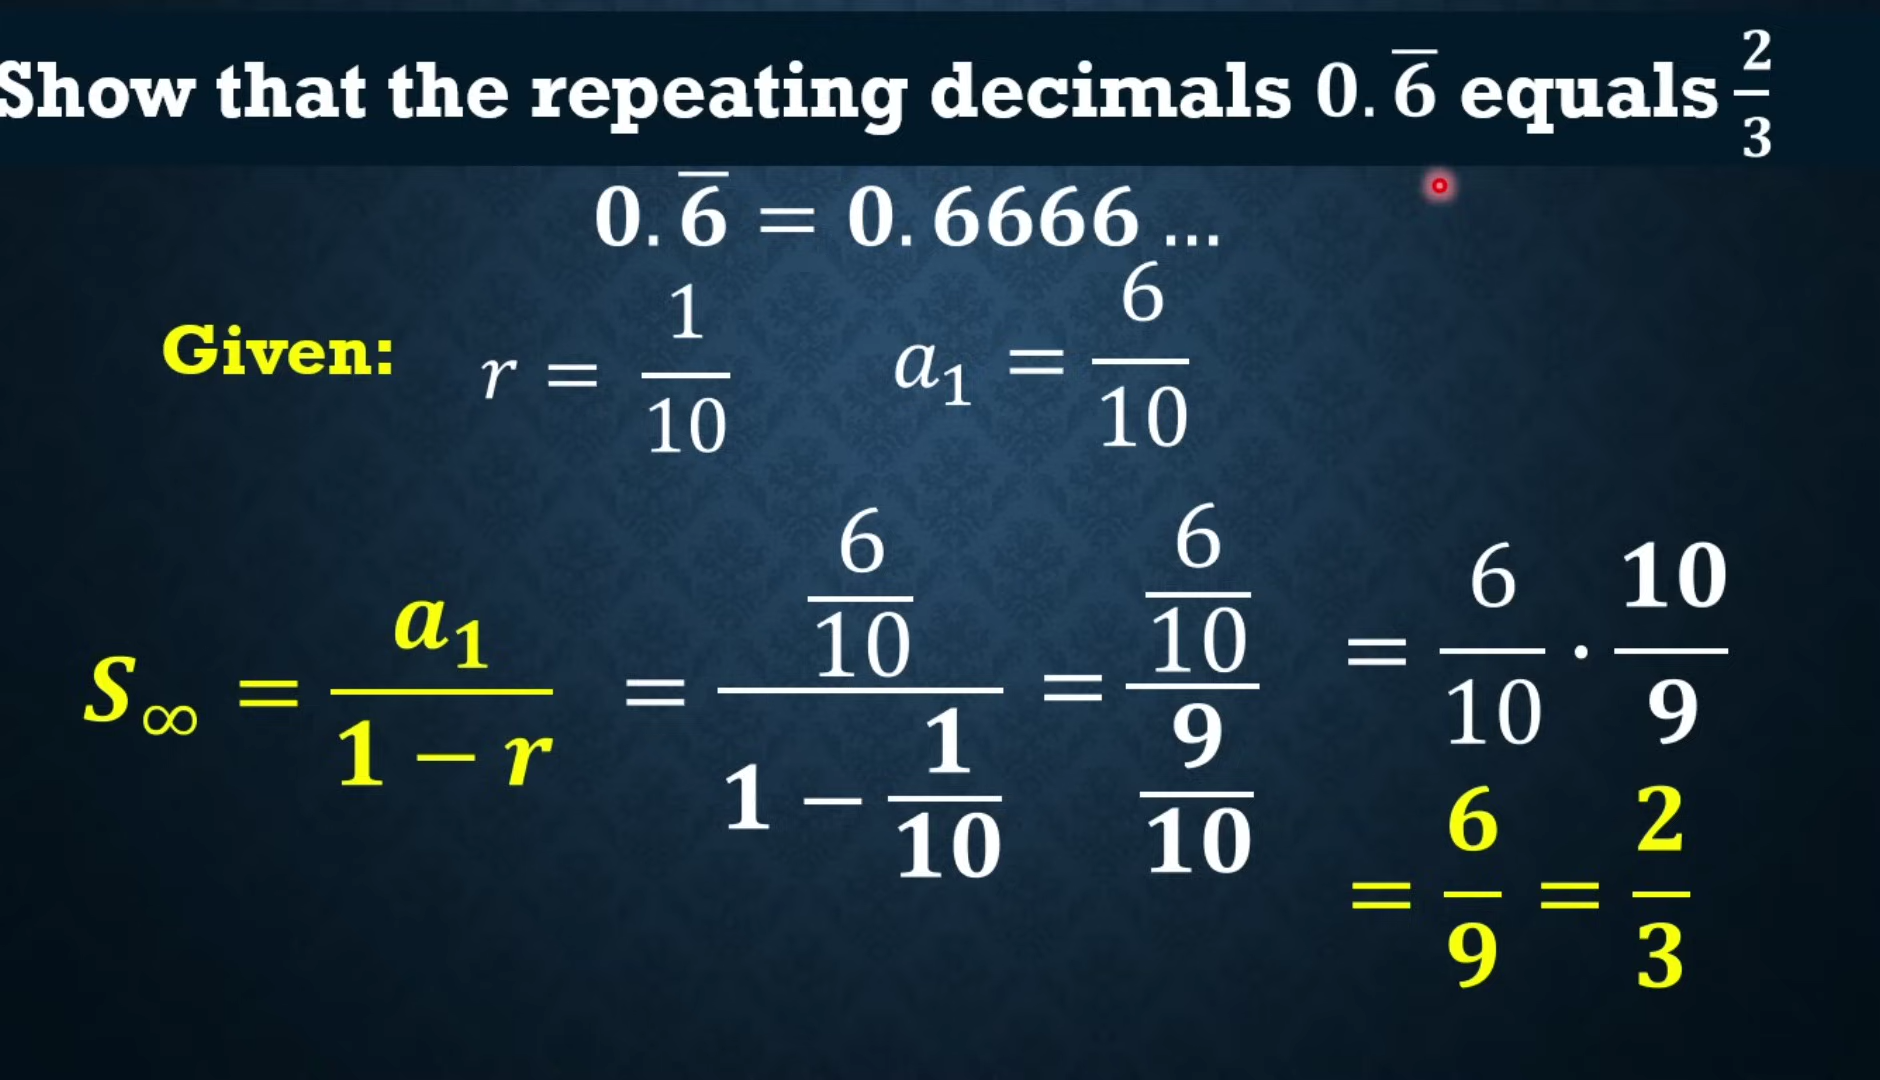 Show that the repeating decimals 0.6̅ equals 2/3
0.6̅ = 0.6666 ...
Given: r = 1/10 a₁ = 6/10
S∞ = a₁/(1 − r) = (6/10)/(1 − 1/10) = (6/10)/(9/10) = 6/10 · 10/9
= 6/9 = 2/3